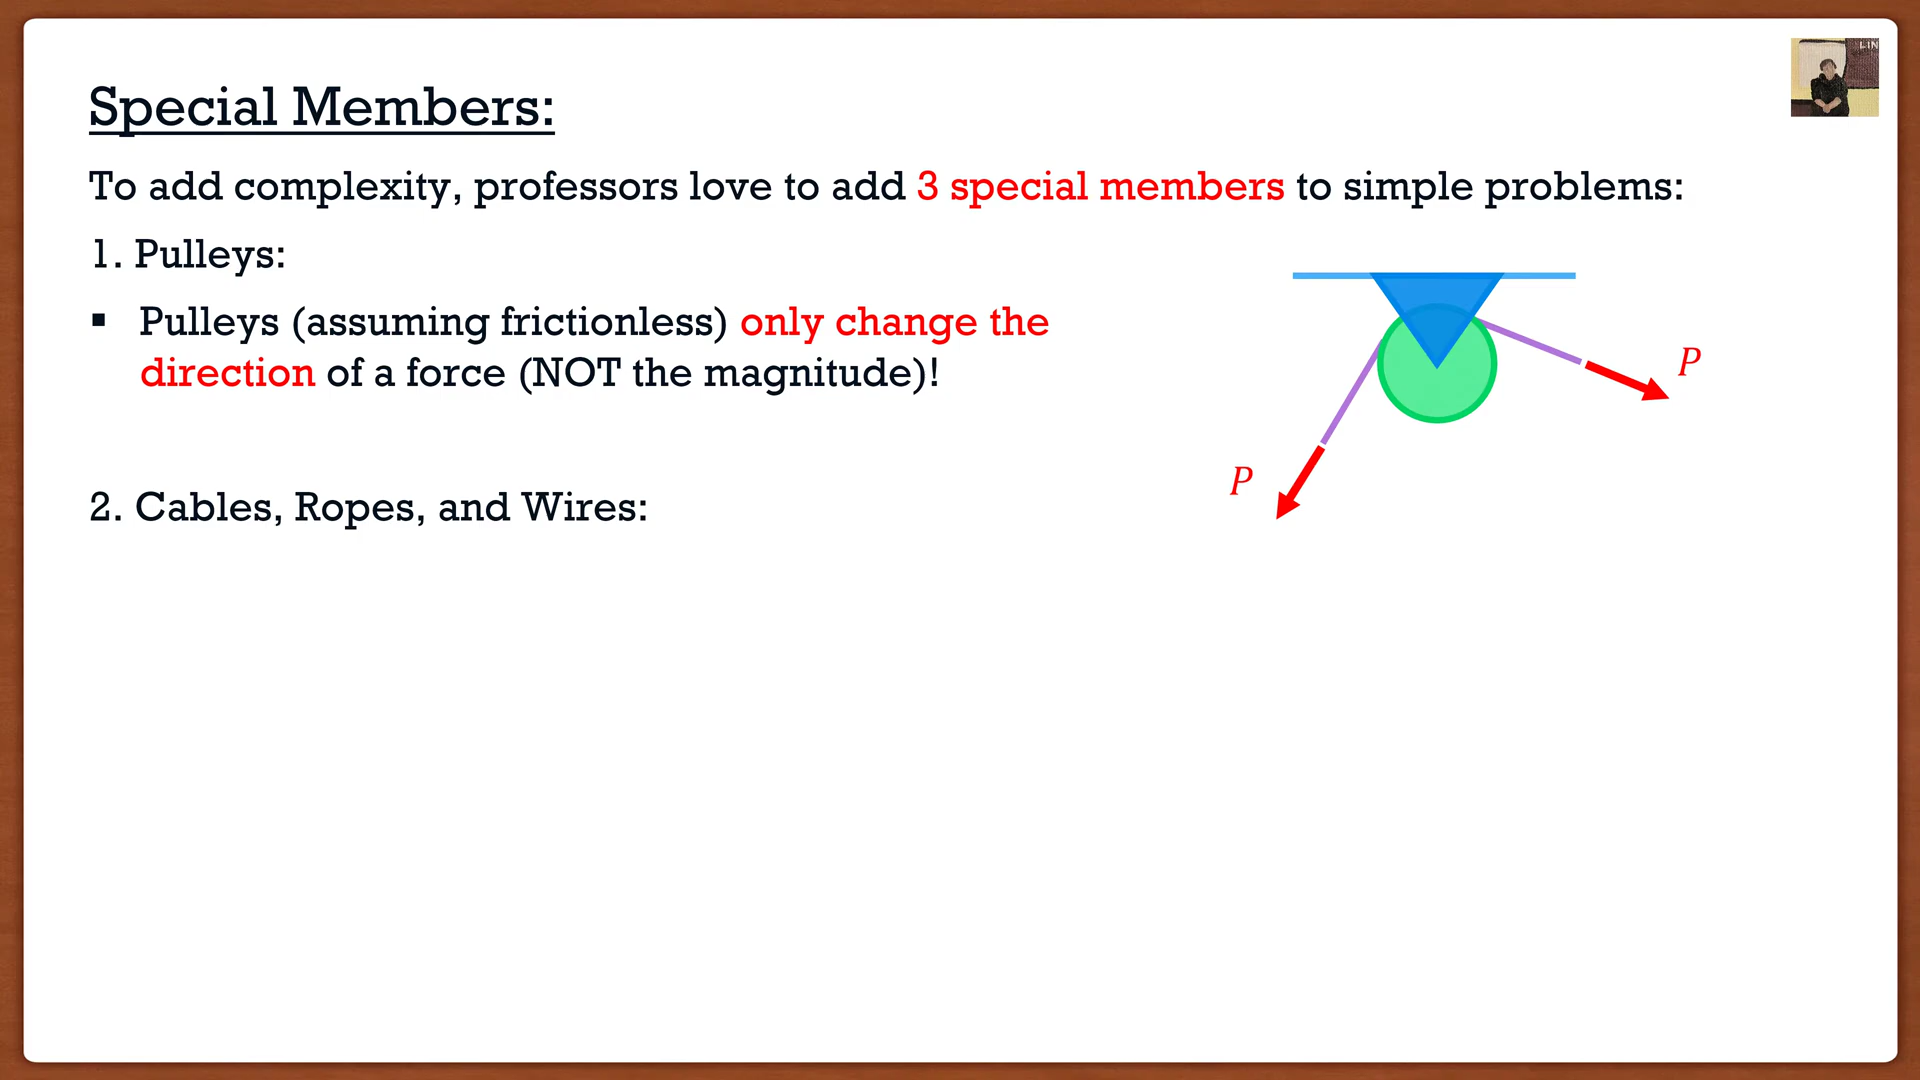 LIN
Special Members:
To add complexity, professors love to add 3 special members to simple problems:
1. Pulleys:
▪ Pulleys (assuming frictionless) only change the
direction of a force (NOT the magnitude)!
P
P
2. Cables, Ropes, and Wires: